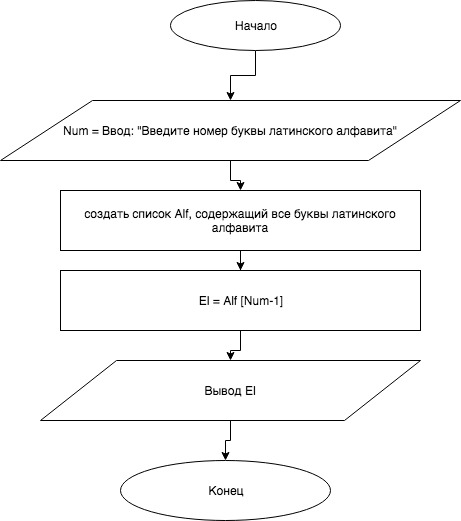 Начало
Num = Ввод: "Введите номер буквы латинского алфавита"
создать список Alf, содержащий все буквы латинского
алфавита
El = Alf [Num-1]
Вывод El
Конец